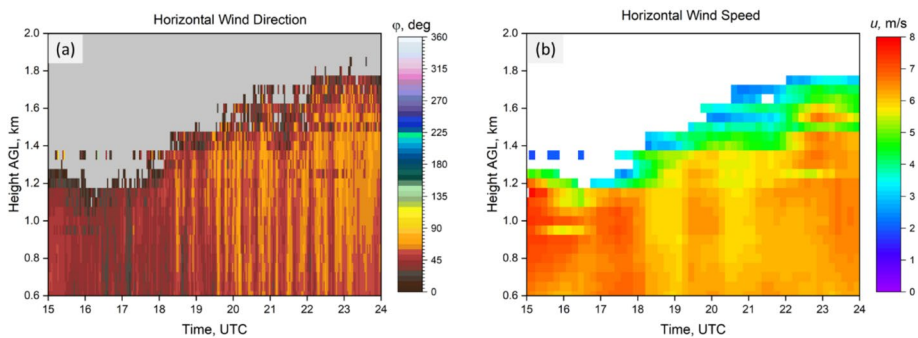 Horizontal Wind Direction
φ, deg
(a)
2.0
1.8
1.6
1.4
1.2
1.0
0.8
0.6
Height AGL, km
15 16 17 18 19 20 21 22 23 24
Time, UTC
360
315
270
225
180
135
90
45
0
Horizontal Wind Speed
u, m/s
(b)
2.0
1.8
1.6
1.4
1.2
1.0
0.8
0.6
Height AGL, km
15 16 17 18 19 20 21 22 23 24
Time, UTC
8
7
6
5
4
3
2
1
0